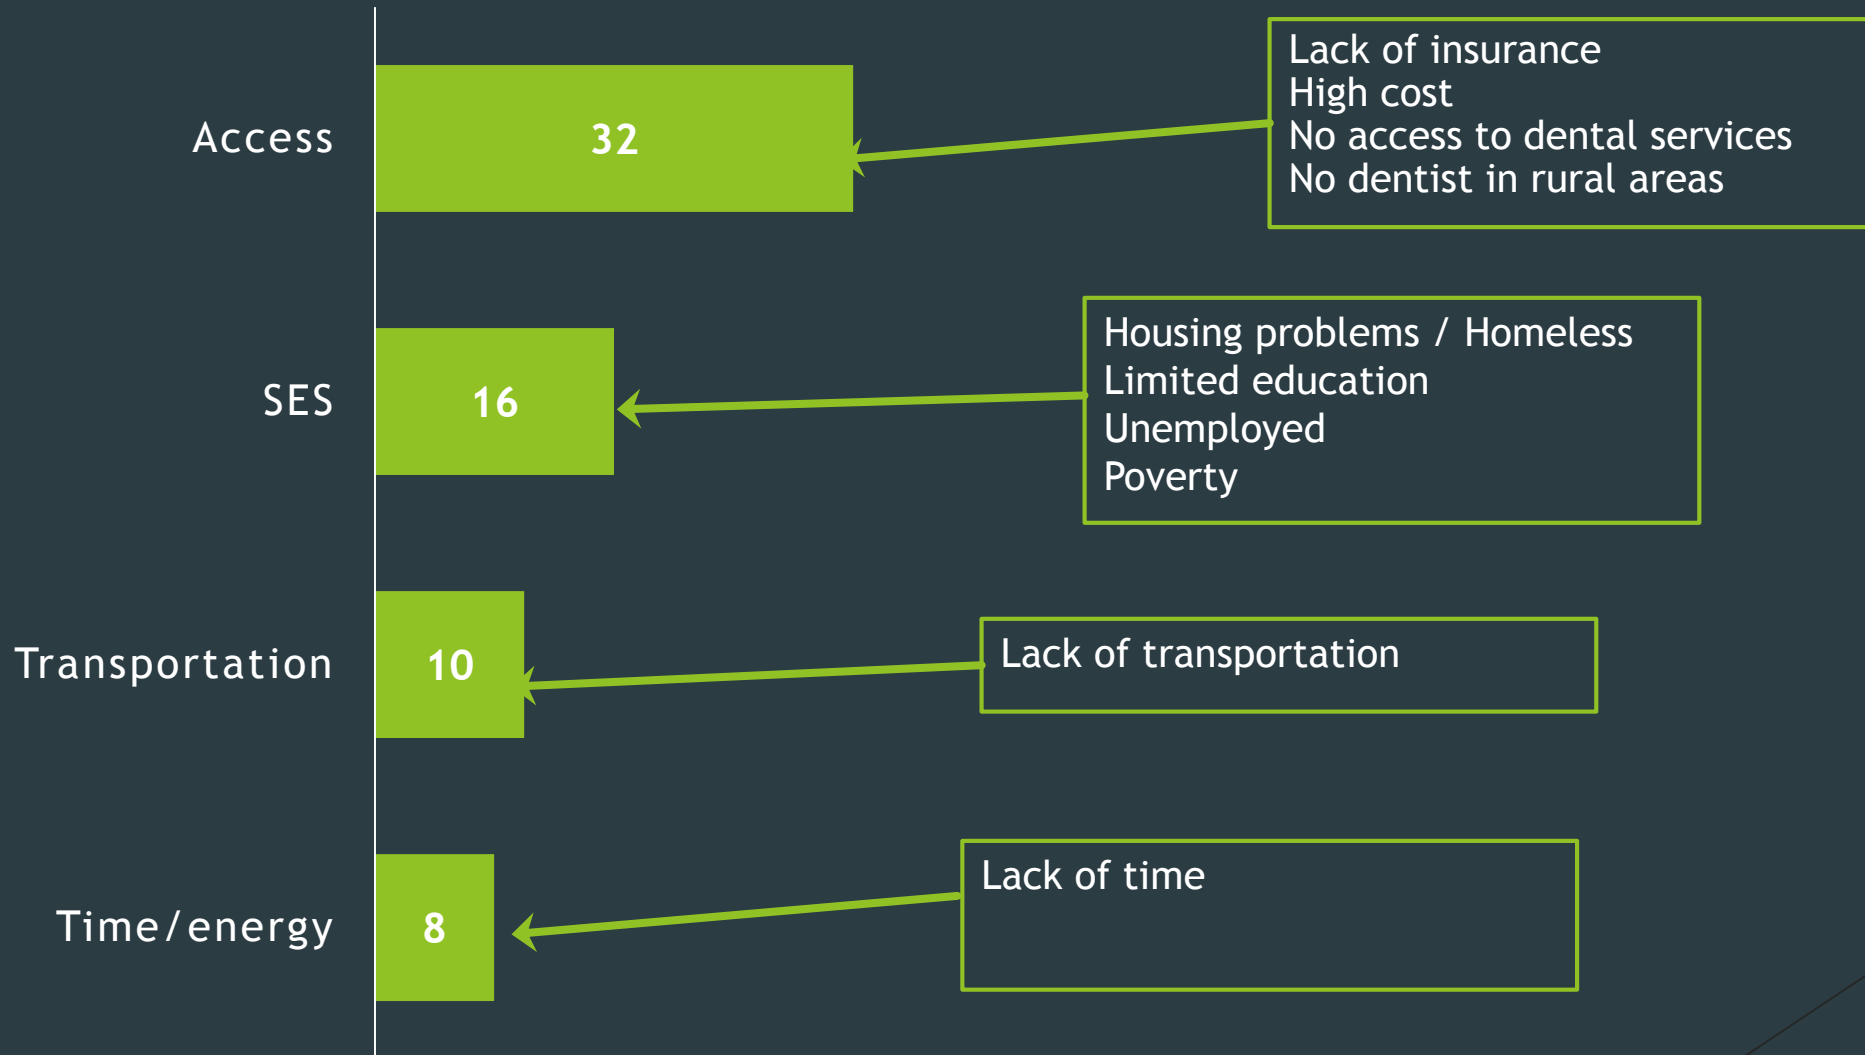 Access
32
Lack of insurance
High cost
No access to dental services
No dentist in rural areas
SES
16
Housing problems / Homeless
Limited education
Unemployed
Poverty
Transportation
10
Lack of transportation
Time/energy
8
Lack of time